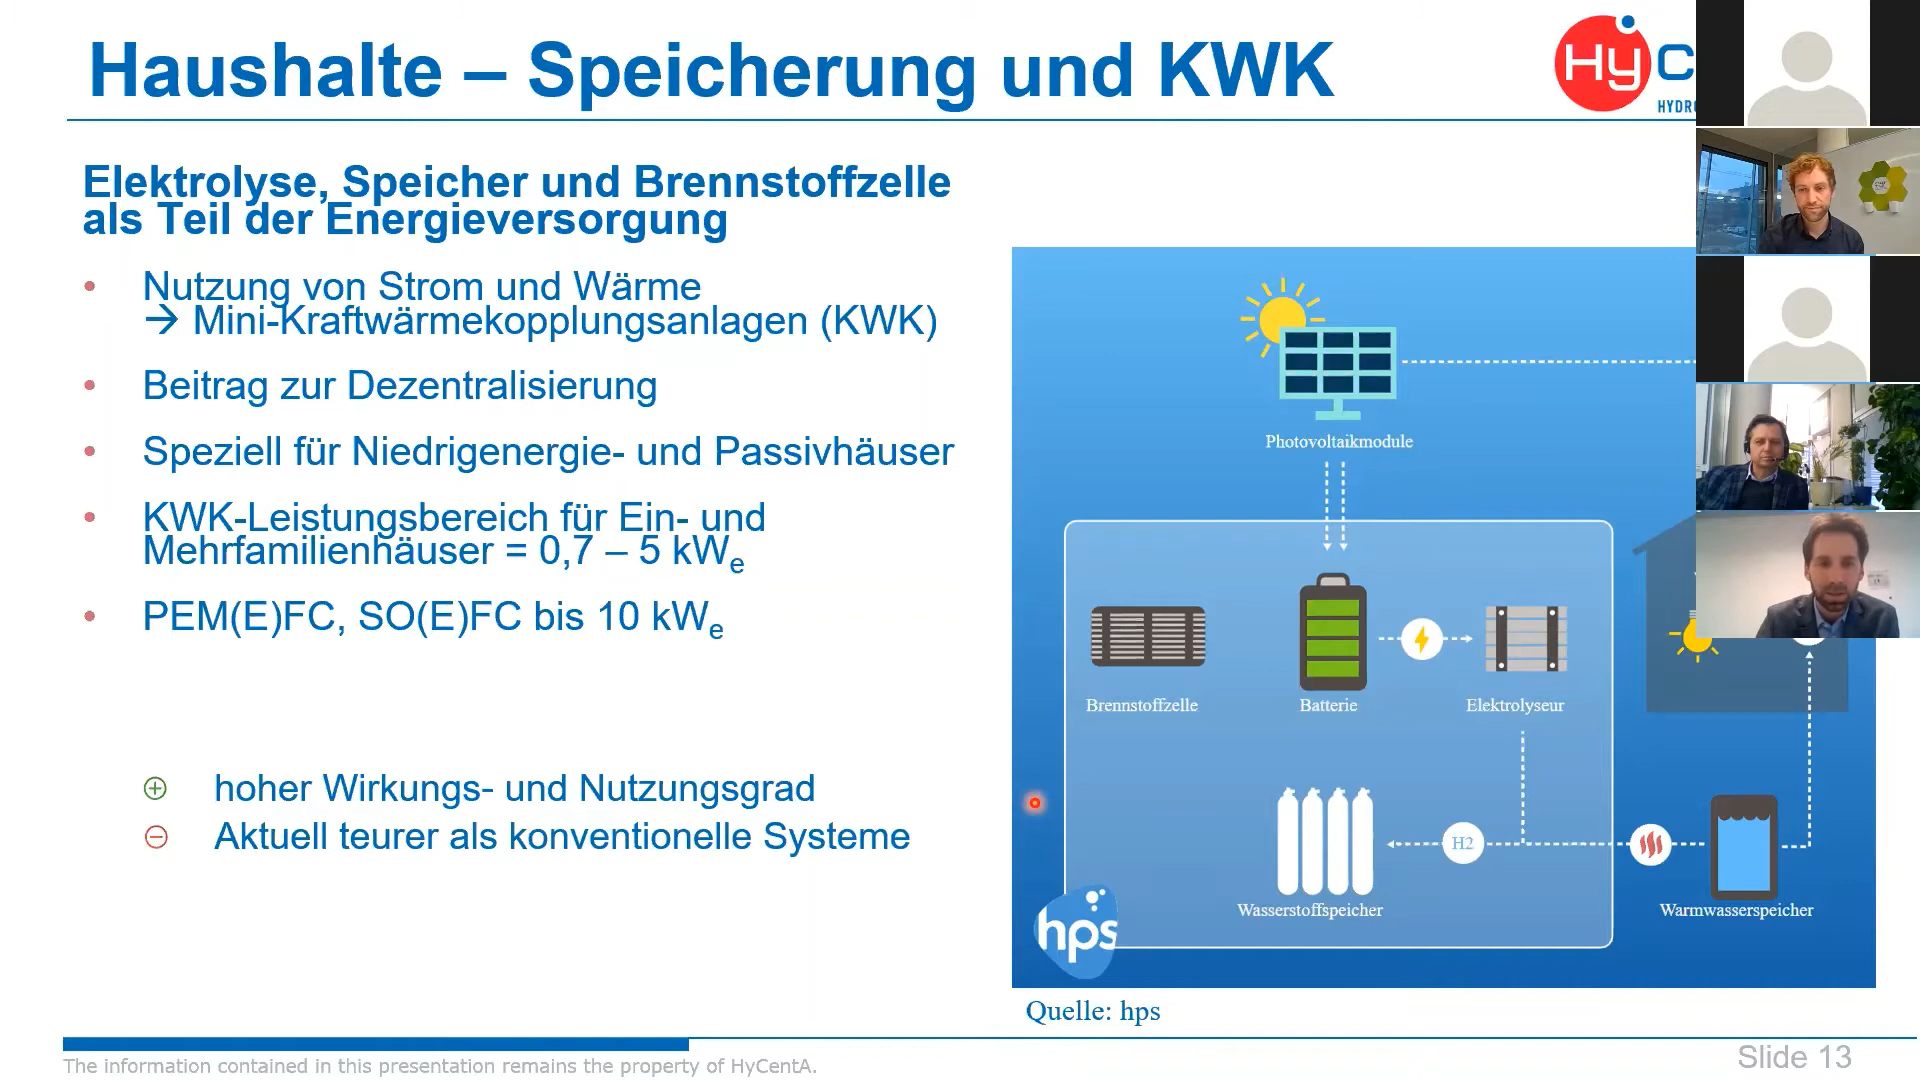 Haushalte – Speicherung und KWK
Hy C
HYDR
Elektrolyse, Speicher und Brennstoffzelle
als Teil der Energieversorgung
• Nutzung von Strom und Wärme
→ Mini-Kraftwärmekopplungsanlagen (KWK)
• Beitrag zur Dezentralisierung
• Speziell für Niedrigenergie- und Passivhäuser
• KWK-Leistungsbereich für Ein- und
Mehrfamilienhäuser = 0,7 – 5 kWe
• PEM(E)FC, SO(E)FC bis 10 kWe
⊕ hoher Wirkungs- und Nutzungsgrad
⊖ Aktuell teurer als konventionelle Systeme
Photovoltaikmodule
Brennstoffzelle
Batterie
Elektrolyseur
H2
Wasserstoffspeicher
Warmwasserspeicher
hps
Quelle: hps
The information contained in this presentation remains the property of HyCentA.
Slide 13